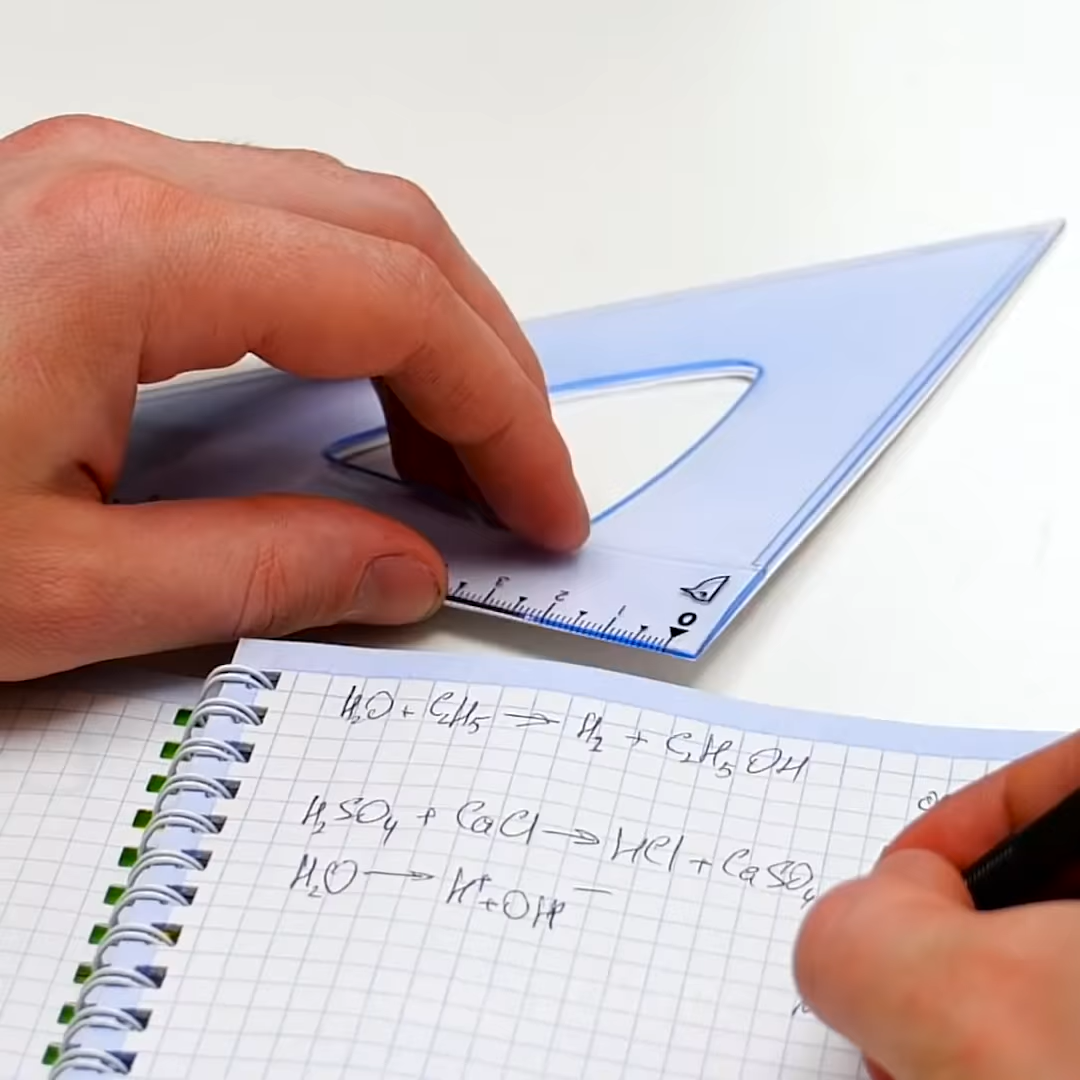 3 2 1 0
H₂O + C₂H₅ → H₂ + C₂H₅OH
H₂SO₄ + CaCl → HCl + CaSO₄
H₂O → H⁺ + OH⁻